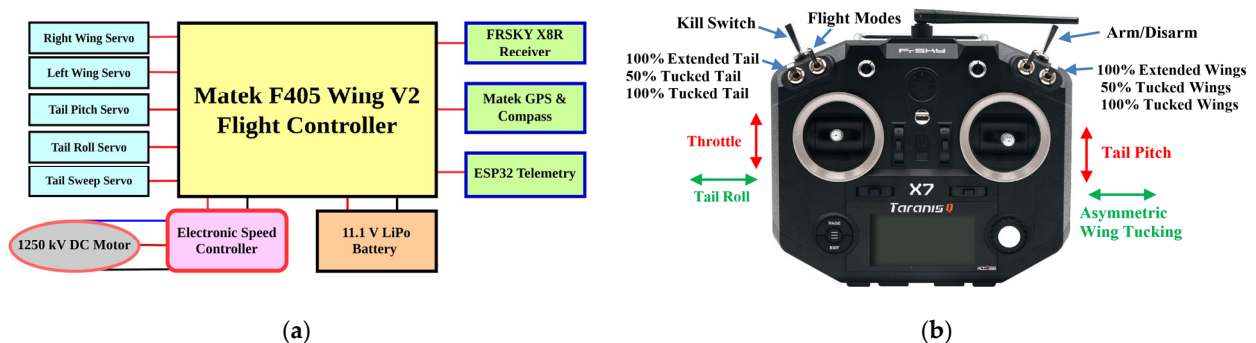 Right Wing Servo
Left Wing Servo
Tail Pitch Servo
Tail Roll Servo
Tail Sweep Servo
Matek F405 Wing V2
Flight Controller
FRSKY X8R
Receiver
Matek GPS &
Compass
ESP32 Telemetry
1250 kV DC Motor
Electronic Speed
Controller
11.1 V LiPo
Battery
(a)
Kill Switch
Flight Modes
Arm/Disarm
100% Extended Tail
50% Tucked Tail
100% Tucked Tail
100% Extended Wings
50% Tucked Wings
100% Tucked Wings
FrSKY
Throttle
Tail Roll
Tail Pitch
Asymmetric
Wing Tucking
X7
Taranis Q
PAGE
EXIT
ACCESS
(b)